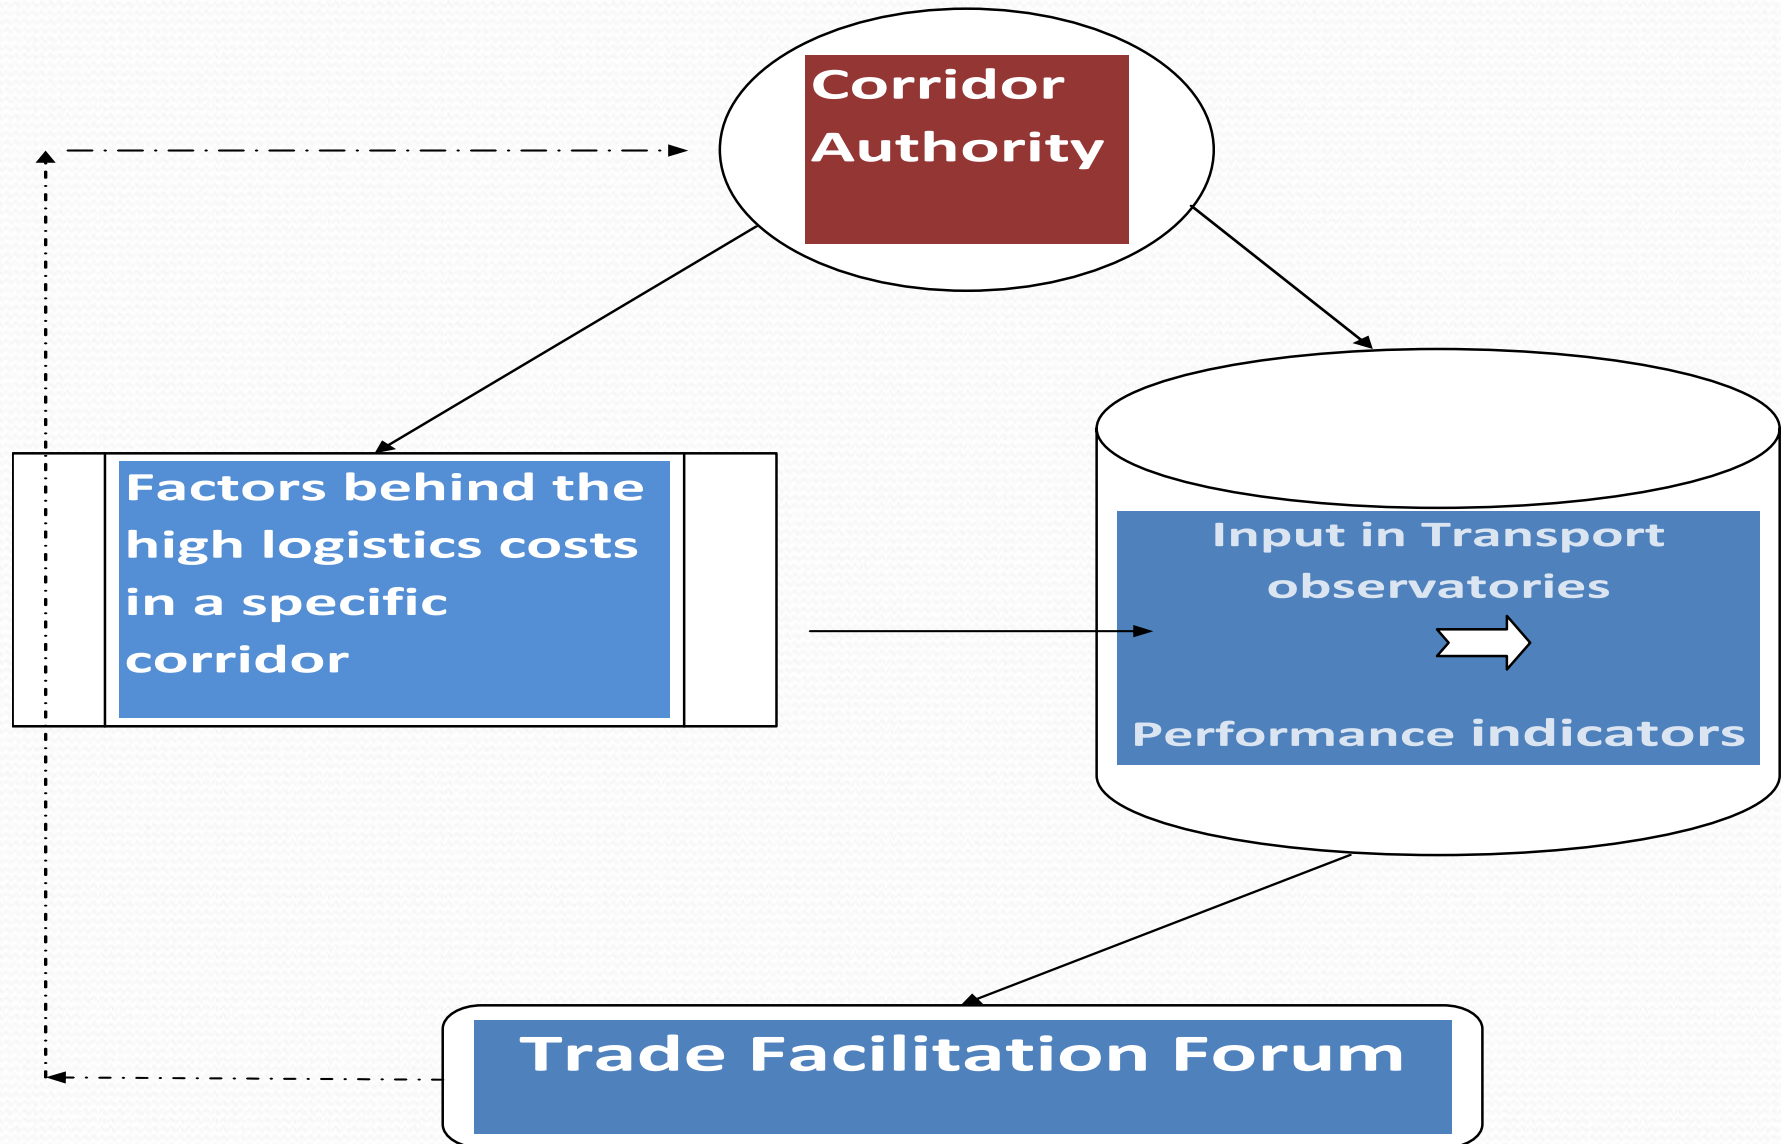 Corridor
Authority
Factors behind the
high logistics costs
in a specific
corridor
Input in Transport
observatories
Performance indicators
Trade Facilitation Forum